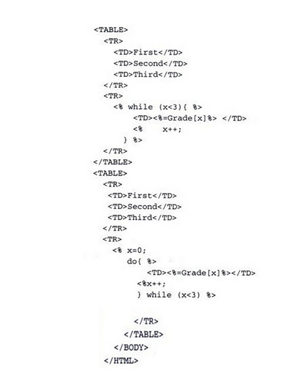 <TABLE>
<TR>
<TD>First</TD>
<TD>Second</TD>
<TD>Third</TD>
</TR>
<TR>
<% while (x<3){ %>
<TD><%=Grade[x]%> </TD>
<% x++;
} %>
</TR>
</TABLE>
<TABLE>
<TR>
<TD>First</TD>
<TD>Second</TD>
<TD>Third</TD>
</TR>
<TR>
<% x=0;
do{ %>
<TD><%=Grade[x]%></TD>
<%x++;
} while (x<3) %>
</TR>
</TABLE>
</BODY>
</HTML>